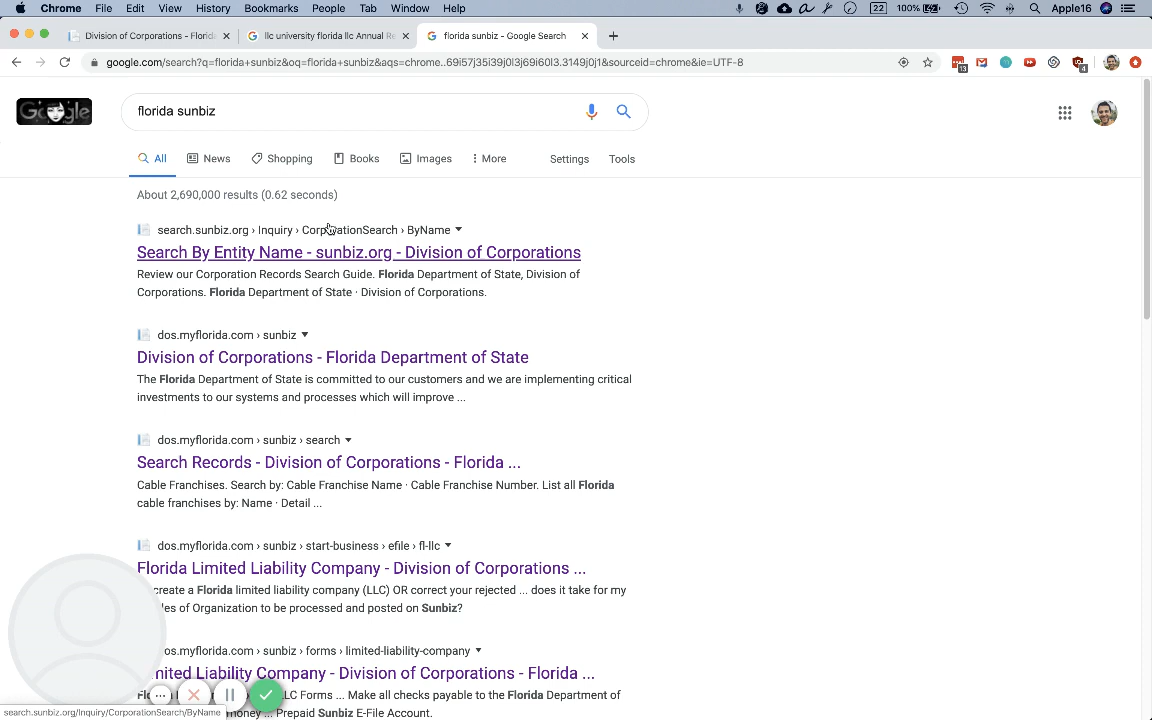 Chrome File Edit View History Bookmarks People Tab Window Help 22 100% Apple16
Division of Corporations - Florida llc university florida llc Annual Re florida sunbiz - Google Search
google.com/search?q=florida+sunbiz&oq=florida+sunbiz&aqs=chrome..69i57j35i39j0l3j69i60l3.3149j0j1&sourceid=chrome&ie=UTF-8 13 4
Google florida sunbiz
All News Shopping Books Images More Settings Tools
About 2,690,000 results (0.62 seconds)
search.sunbiz.org › Inquiry › CorporationSearch › ByName
Search By Entity Name - sunbiz.org - Division of Corporations
Review our Corporation Records Search Guide. Florida Department of State, Division of
Corporations. Florida Department of State · Division of Corporations.
dos.myflorida.com › sunbiz
Division of Corporations - Florida Department of State
The Florida Department of State is committed to our customers and we are implementing critical
investments to our systems and processes which will improve ...
dos.myflorida.com › sunbiz › search
Search Records - Division of Corporations - Florida ...
Cable Franchises. Search by: Cable Franchise Name · Cable Franchise Number. List all Florida
cable franchises by: Name · Detail ...
dos.myflorida.com › sunbiz › start-business › efile › fl-llc
Florida Limited Liability Company - Division of Corporations ...
create a Florida limited liability company (LLC) OR correct your rejected ... does it take for my
les of Organization to be processed and posted on Sunbiz?
os.myflorida.com › sunbiz › forms › limited-liability-company
mited Liability Company - Division of Corporations - Florida ...
LC Forms ... Make all checks payable to the Florida Department of
money ... Prepaid Sunbiz E-File Account.
search.sunbiz.org/Inquiry/CorporationSearch/ByName